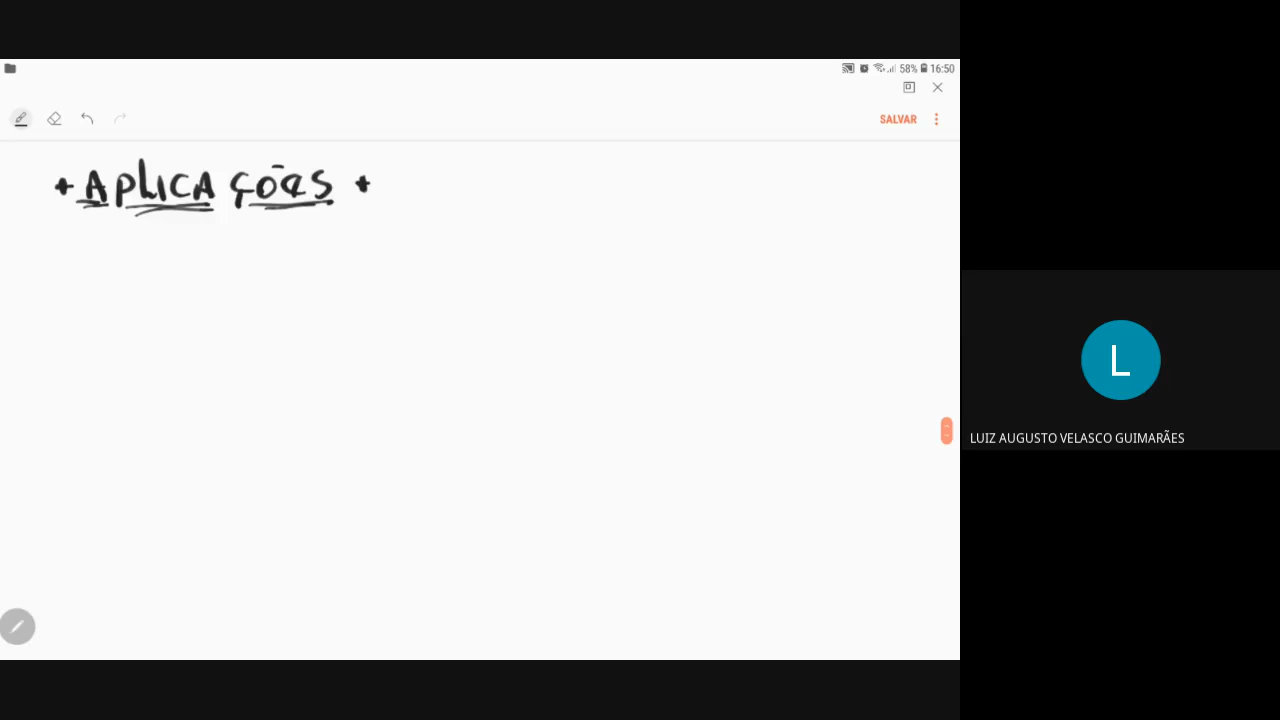 58% 16:50
SALVAR
+ APLICAÇÕES +
L
LUIZ AUGUSTO VELASCO GUIMARÃES